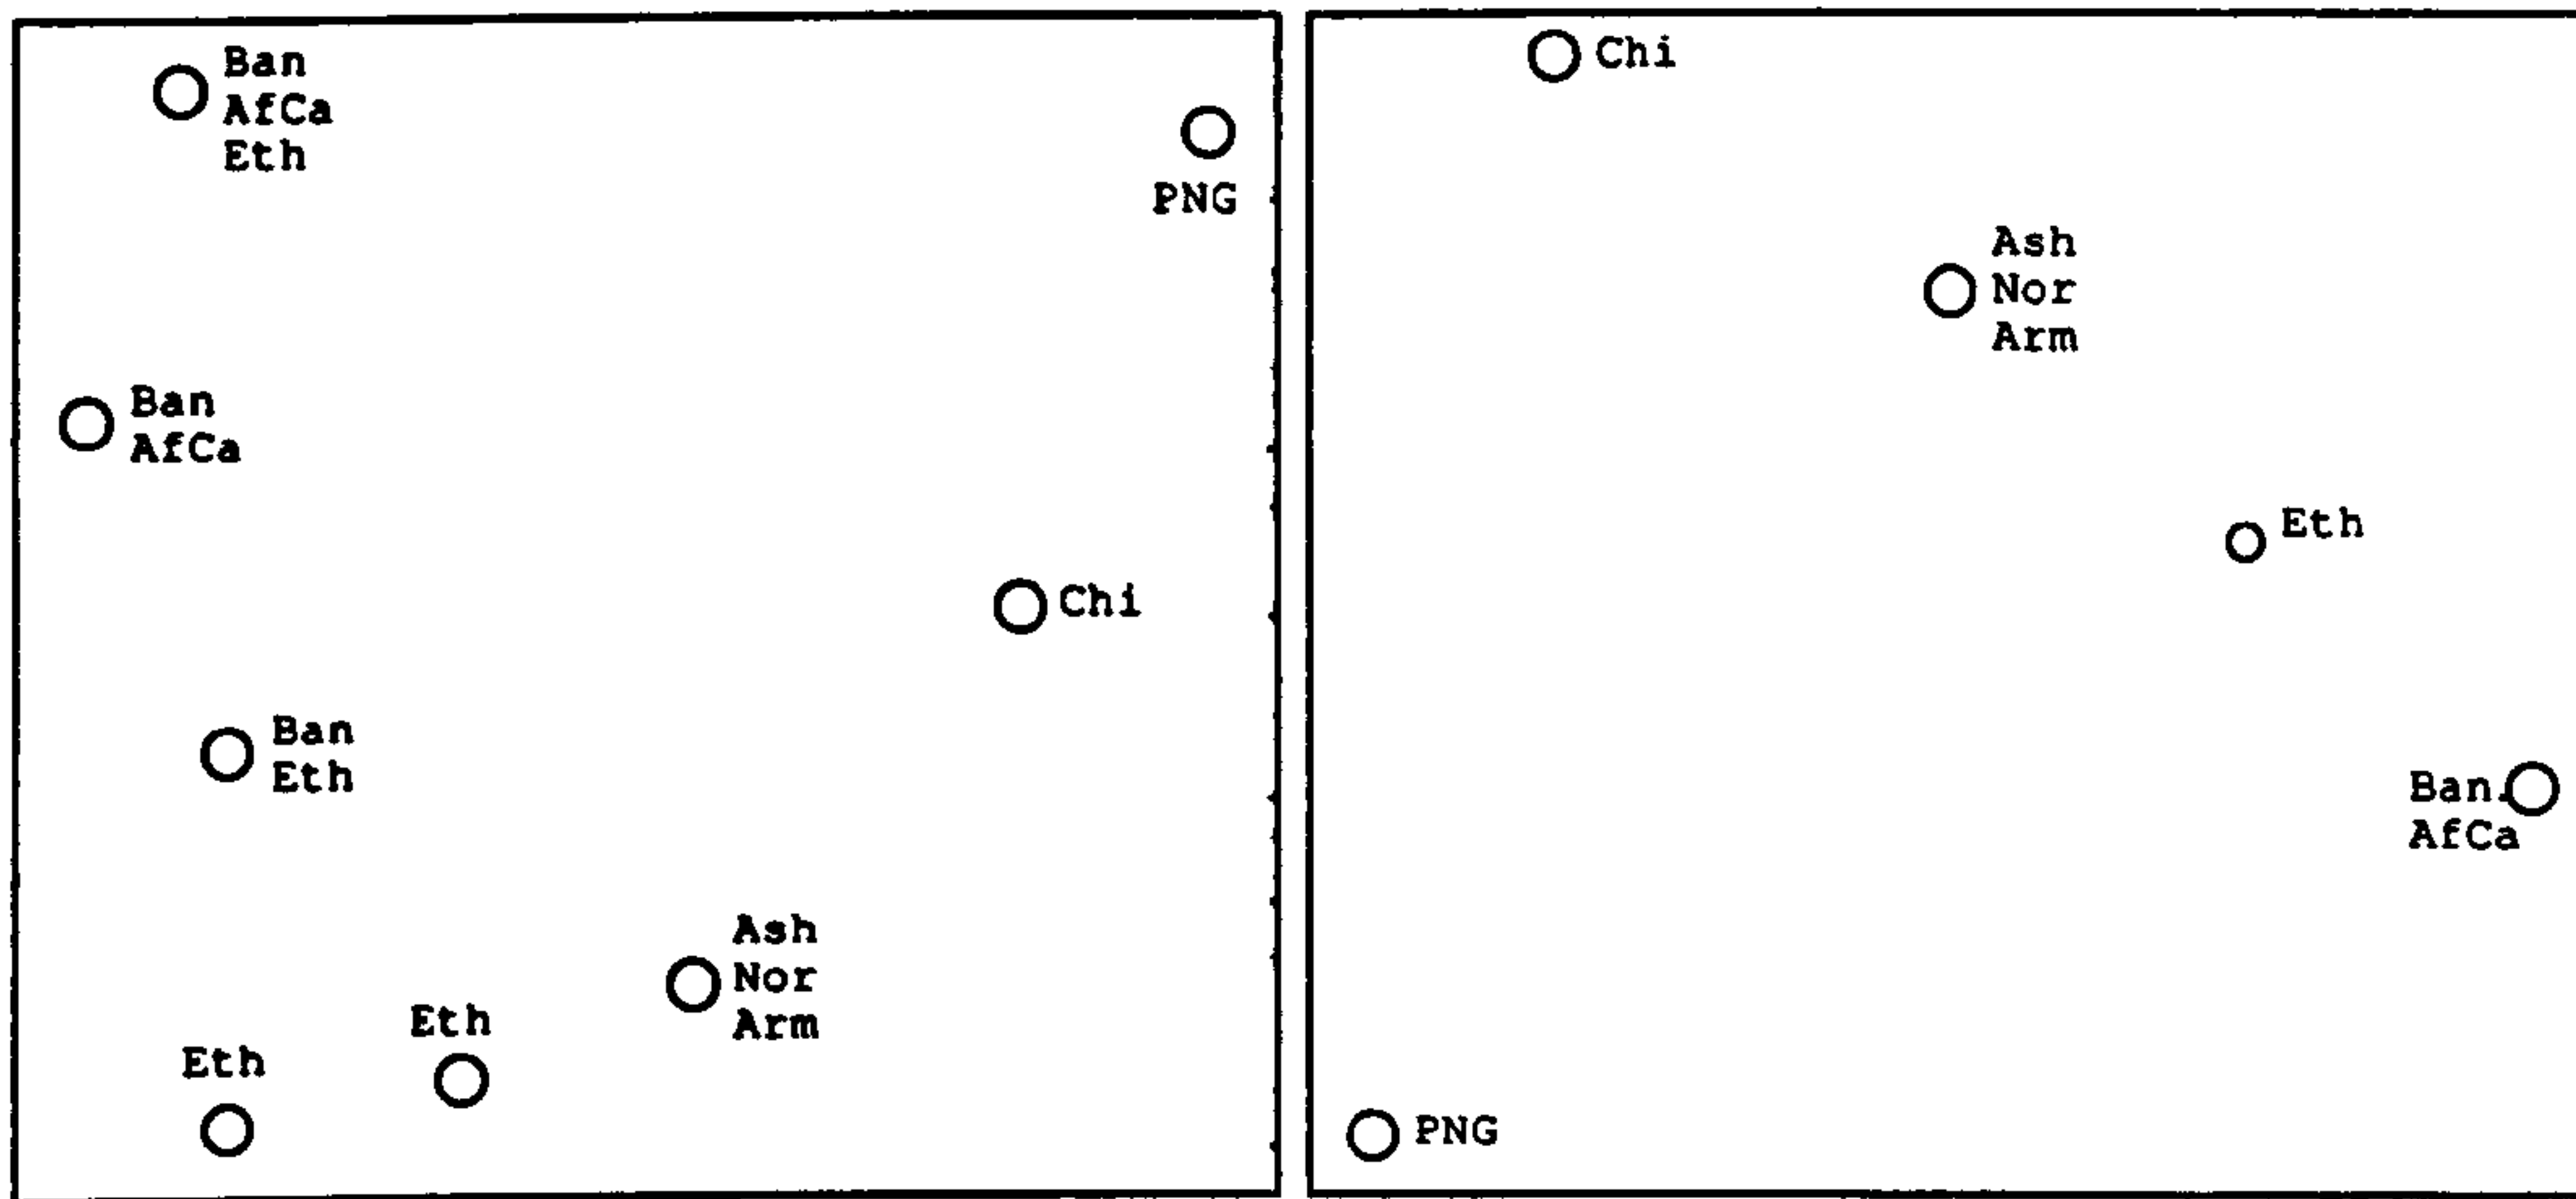 Ban
AfCa
Eth
PNG
Ban
AfCa
Chi
Ban
Eth
Ash
Nor
Arm
Eth
Eth
Chi
Ash
Nor
Arm
Eth
Ban.
AfCa
PNG